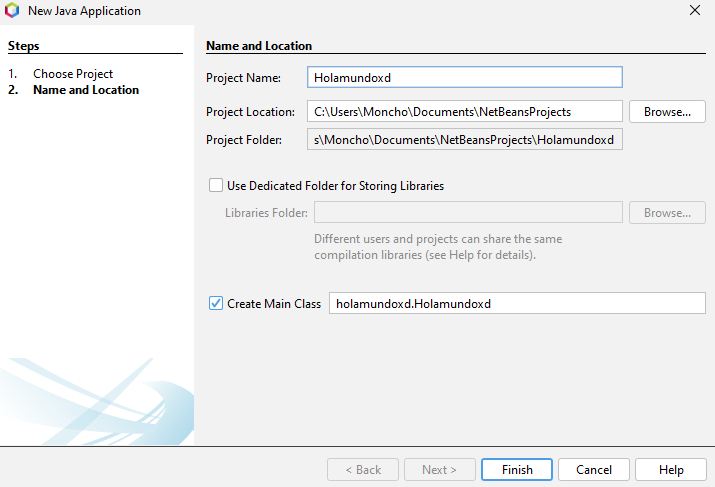 New Java Application
Steps
1. Choose Project
2. Name and Location
Name and Location
Project Name: Holamundoxd
Project Location: C:\Users\Moncho\Documents\NetBeansProjects Browse...
Project Folder: s\Moncho\Documents\NetBeansProjects\Holamundoxd
Use Dedicated Folder for Storing Libraries
Libraries Folder: Browse...
Different users and projects can share the same
compilation libraries (see Help for details).
Create Main Class holamundoxd.Holamundoxd
< Back Next > Finish Cancel Help